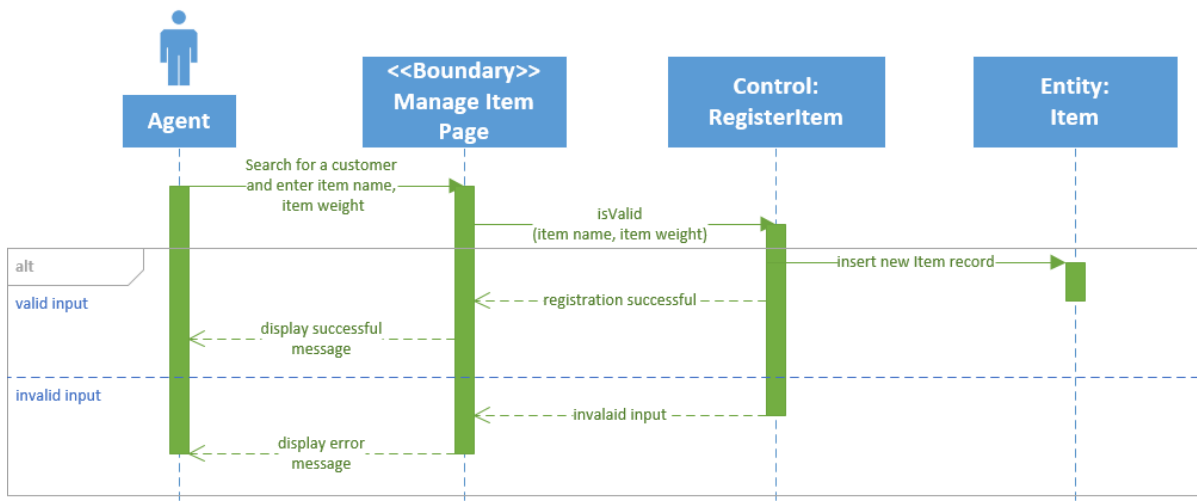 Agent
<<Boundary>>
Manage Item
Page
Control:
RegisterItem
Entity:
Item
Search for a customer
and enter item name,
item weight
isValid
(item name, item weight)
alt
insert new Item record
valid input
registration successful
display successful
message
invalid input
invalaid input
display error
message